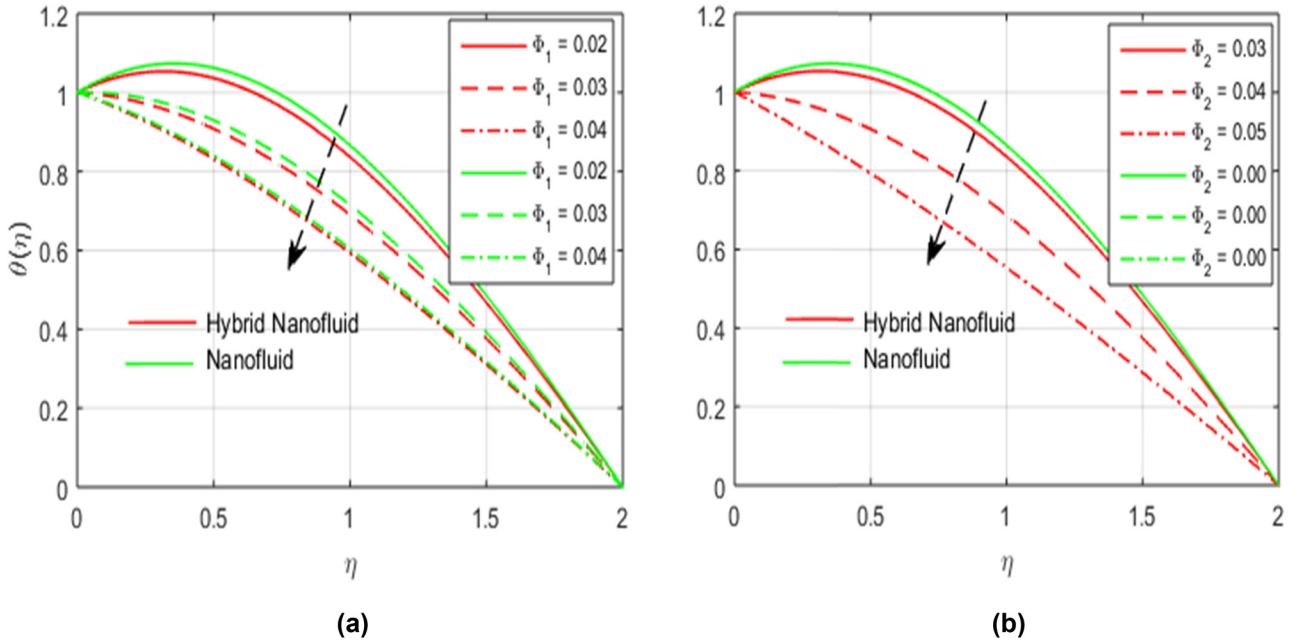 1.2
1
0.8
0.6
0.4
0.2
0
θ(η)
Φ1 = 0.02
Φ1 = 0.03
Φ1 = 0.04
Φ1 = 0.02
Φ1 = 0.03
Φ1 = 0.04
Hybrid Nanofluid
Nanofluid
0 0.5 1 1.5 2
η
(a)
1.2
1
0.8
0.6
0.4
0.2
0
Φ2 = 0.03
Φ2 = 0.04
Φ2 = 0.05
Φ2 = 0.00
Φ2 = 0.00
Φ2 = 0.00
Hybrid Nanofluid
Nanofluid
0 0.5 1 1.5 2
η
(b)